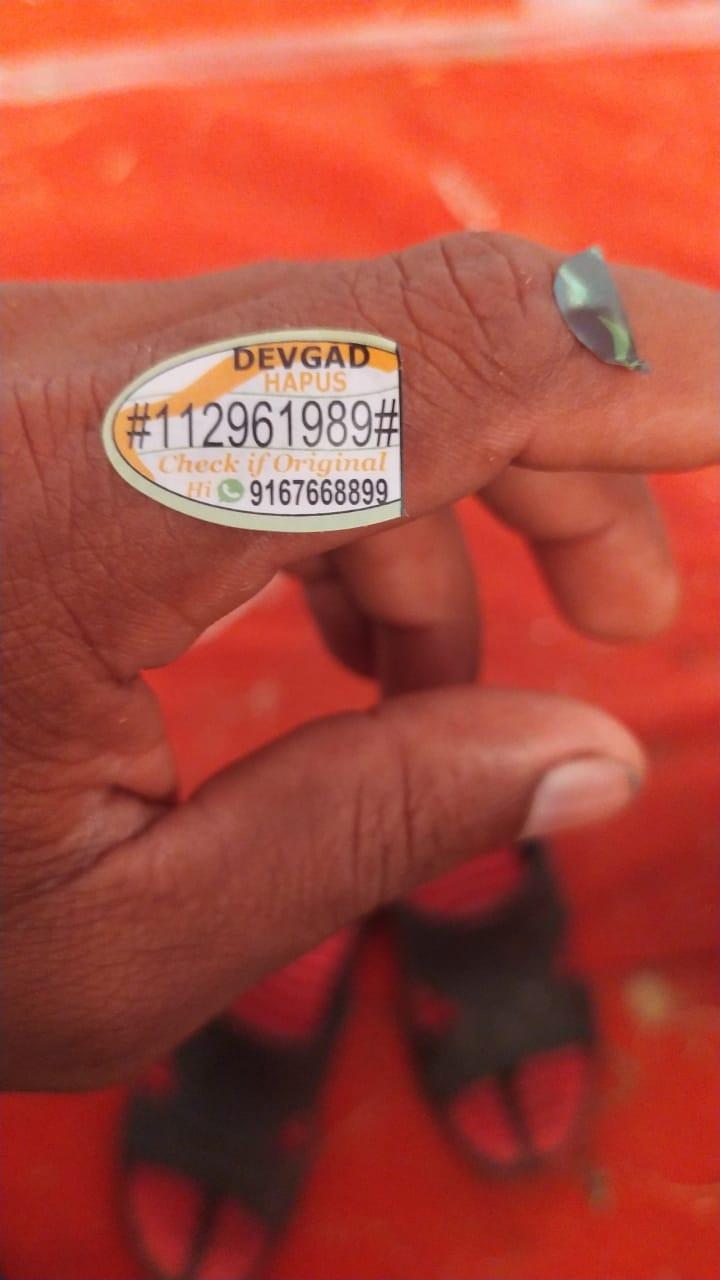 DEVGAD
HAPUS
#112961989#
Check if Original
Hi 9167668899